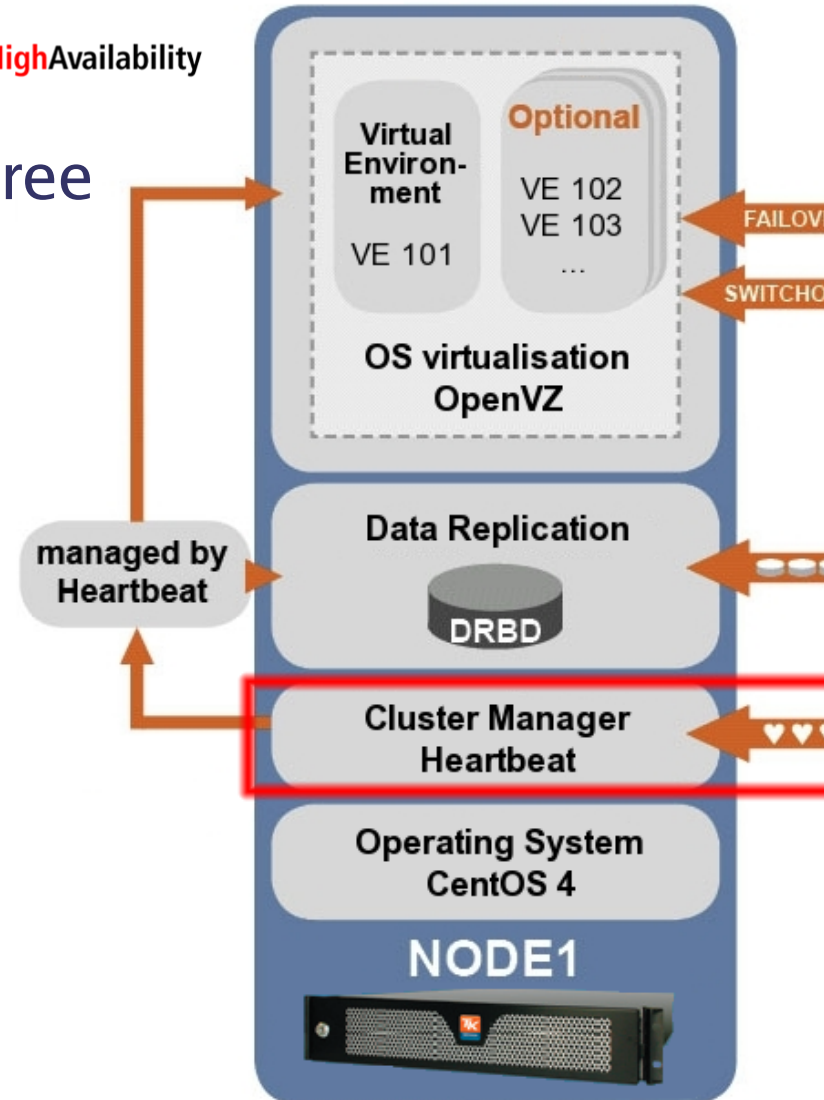 HighAvailability
ree
Virtual
Environ-
ment
VE 101
Optional
VE 102
VE 103
...
FAILOV
SWITCHO
OS virtualisation
OpenVZ
managed by
Heartbeat
Data Replication
DRBD
Cluster Manager
Heartbeat
Operating System
CentOS 4
NODE1
TK